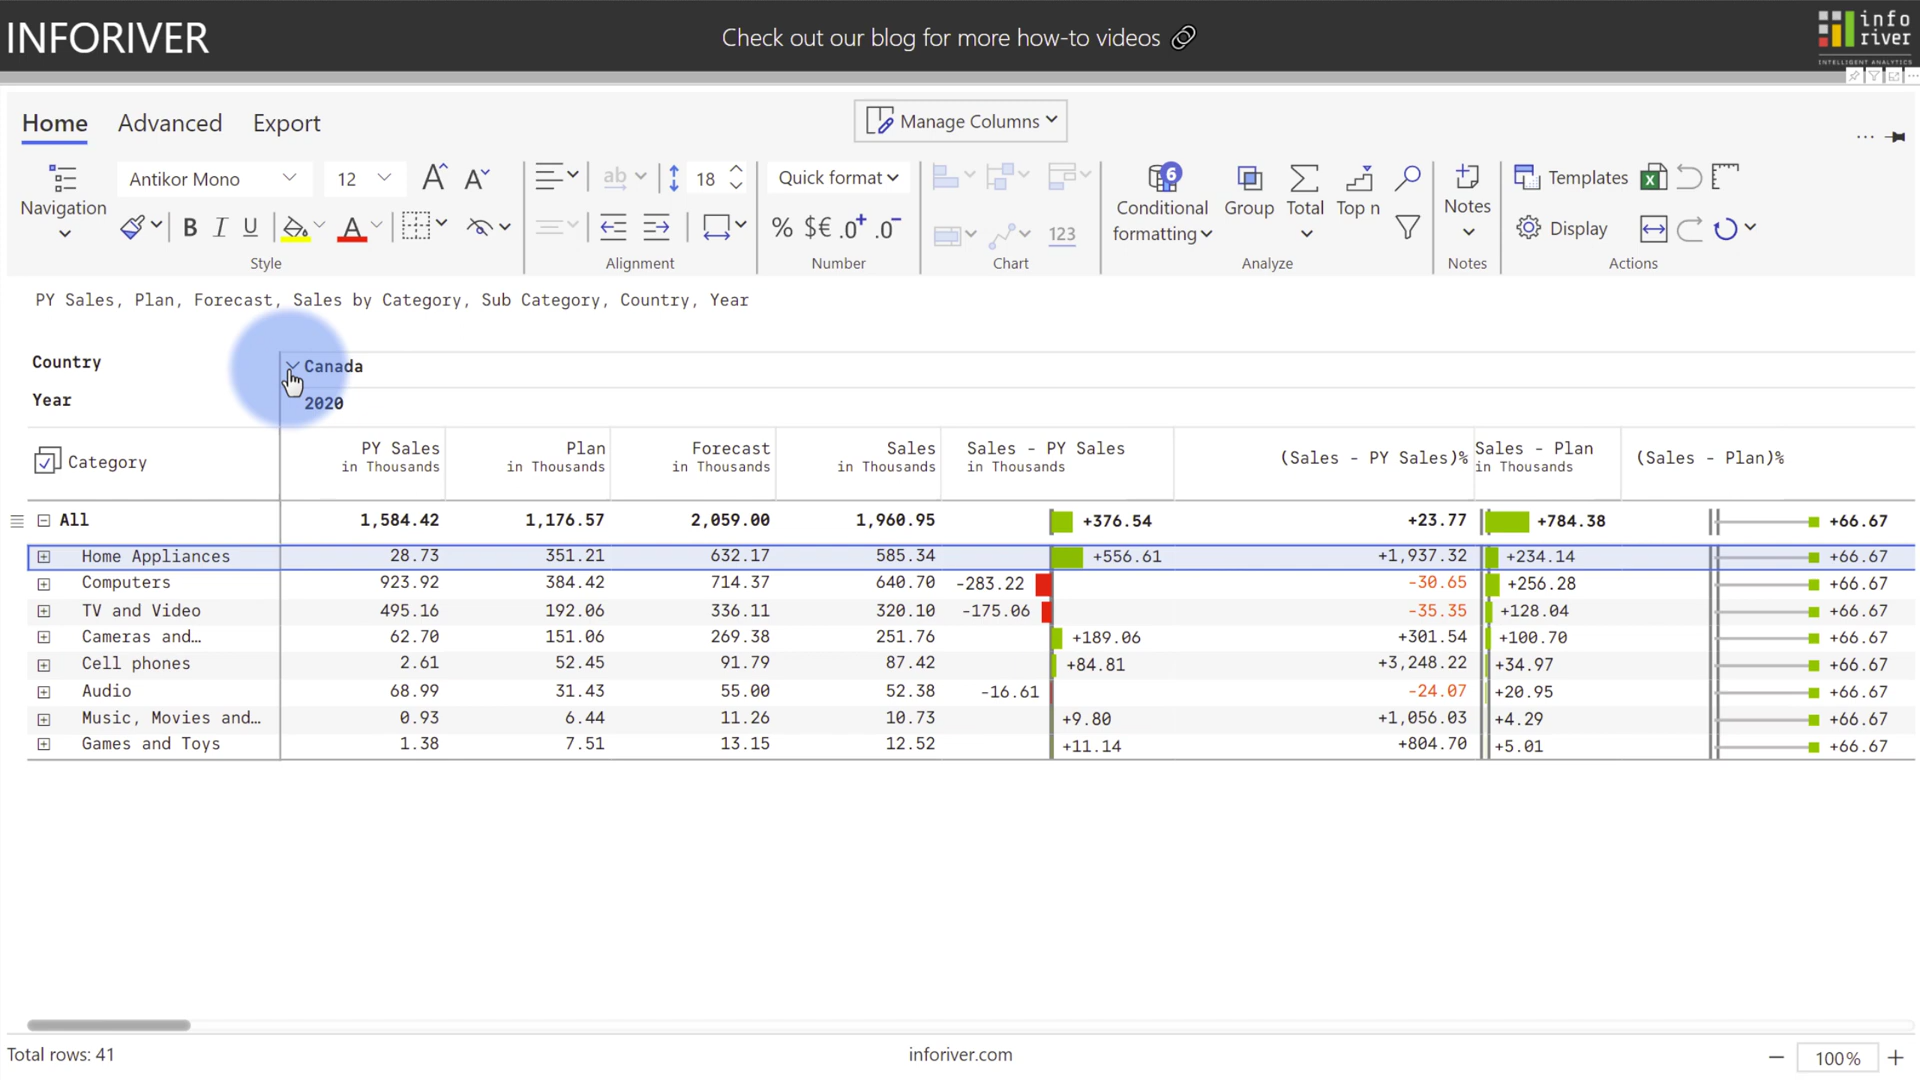 INFORIVER
Check out our blog for more how-to videos
info
river
INTELLIGENT ANALYTICS
Home Advanced Export
Manage Columns
Navigation
Antikor Mono 12
A A
ab
18
Quick format
6
Conditional
formatting
Group
Total
Top n
Notes
Templates
B I U A
% $€ .0+ .0-
123
Display
Style Alignment Number Chart Analyze Notes Actions
PY Sales, Plan, Forecast, Sales by Category, Sub Category, Country, Year
Country Canada
Year 2020
Category
PY Sales
in Thousands
Plan
in Thousands
Forecast
in Thousands
Sales
in Thousands
Sales - PY Sales
in Thousands
(Sales - PY Sales)%
Sales - Plan
in Thousands
(Sales - Plan)%
All 1,584.42 1,176.57 2,059.00 1,960.95 +376.54 +23.77 +784.38 +66.67
Home Appliances 28.73 351.21 632.17 585.34 +556.61 +1,937.32 +234.14 +66.67
Computers 923.92 384.42 714.37 640.70 -283.22 -30.65 +256.28 +66.67
TV and Video 495.16 192.06 336.11 320.10 -175.06 -35.35 +128.04 +66.67
Cameras and… 62.70 151.06 269.38 251.76 +189.06 +301.54 +100.70 +66.67
Cell phones 2.61 52.45 91.79 87.42 +84.81 +3,248.22 +34.97 +66.67
Audio 68.99 31.43 55.00 52.38 -16.61 -24.07 +20.95 +66.67
Music, Movies and… 0.93 6.44 11.26 10.73 +9.80 +1,056.03 +4.29 +66.67
Games and Toys 1.38 7.51 13.15 12.52 +11.14 +804.70 +5.01 +66.67
Total rows: 41
inforiver.com
100%